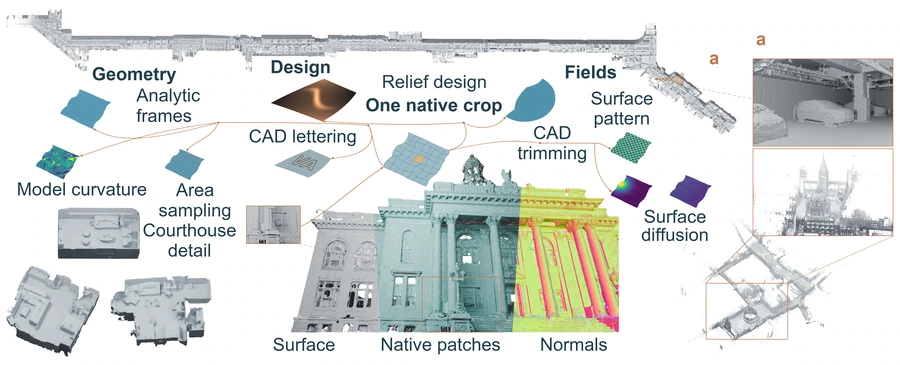 a
a
Geometry
Design
Fields
Analytic
frames
Relief design
One native crop
Surface
pattern
CAD lettering
VA
CAD
trimming
Model curvature
Area
sampling
Courthouse
detail
Surface
diffusion
Surface
Native patches
Normals